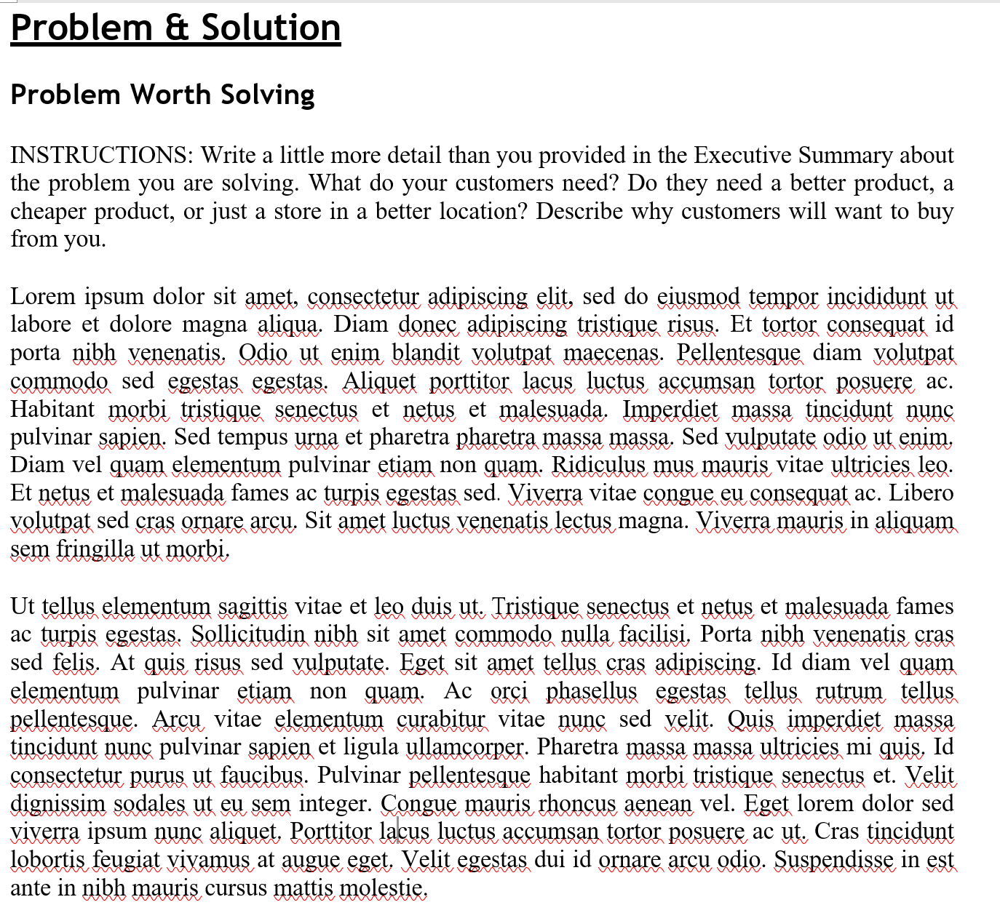 Problem & Solution
Problem Worth Solving
INSTRUCTIONS: Write a little more detail than you provided in the Executive Summary about
the problem you are solving. What do your customers need? Do they need a better product, a
cheaper product, or just a store in a better location? Describe why customers will want to buy
from you.
Lorem ipsum dolor sit amet, consectetur adipiscing elit, sed do eiusmod tempor incididunt ut
labore et dolore magna aliqua. Diam donec adipiscing tristique risus. Et tortor consequat id
porta nibh venenatis. Odio ut enim blandit volutpat maecenas. Pellentesque diam volutpat
commodo sed egestas egestas. Aliquet porttitor lacus luctus accumsan tortor posuere ac.
Habitant morbi tristique senectus et netus et malesuada. Imperdiet massa tincidunt nunc
pulvinar sapien. Sed tempus urna et pharetra pharetra massa massa. Sed vulputate odio ut enim.
Diam vel quam elementum pulvinar etiam non quam. Ridiculus mus mauris vitae ultricies leo.
Et netus et malesuada fames ac turpis egestas sed. Viverra vitae congue eu consequat ac. Libero
volutpat sed cras ornare arcu. Sit amet luctus venenatis lectus magna. Viverra mauris in aliquam
sem fringilla ut morbi.
Ut tellus elementum sagittis vitae et leo duis ut. Tristique senectus et netus et malesuada fames
ac turpis egestas. Sollicitudin nibh sit amet commodo nulla facilisi. Porta nibh venenatis cras
sed felis. At quis risus sed vulputate. Eget sit amet tellus cras adipiscing. Id diam vel quam
elementum pulvinar etiam non quam. Ac orci phasellus egestas tellus rutrum tellus
pellentesque. Arcu vitae elementum curabitur vitae nunc sed velit. Quis imperdiet massa
tincidunt nunc pulvinar sapien et ligula ullamcorper. Pharetra massa massa ultricies mi quis. Id
consectetur purus ut faucibus. Pulvinar pellentesque habitant morbi tristique senectus et. Velit
dignissim sodales ut eu sem integer. Congue mauris rhoncus aenean vel. Eget lorem dolor sed
viverra ipsum nunc aliquet. Porttitor lacus luctus accumsan tortor posuere ac ut. Cras tincidunt
lobortis feugiat vivamus at augue eget. Velit egestas dui id ornare arcu odio. Suspendisse in est
ante in nibh mauris cursus mattis molestie.